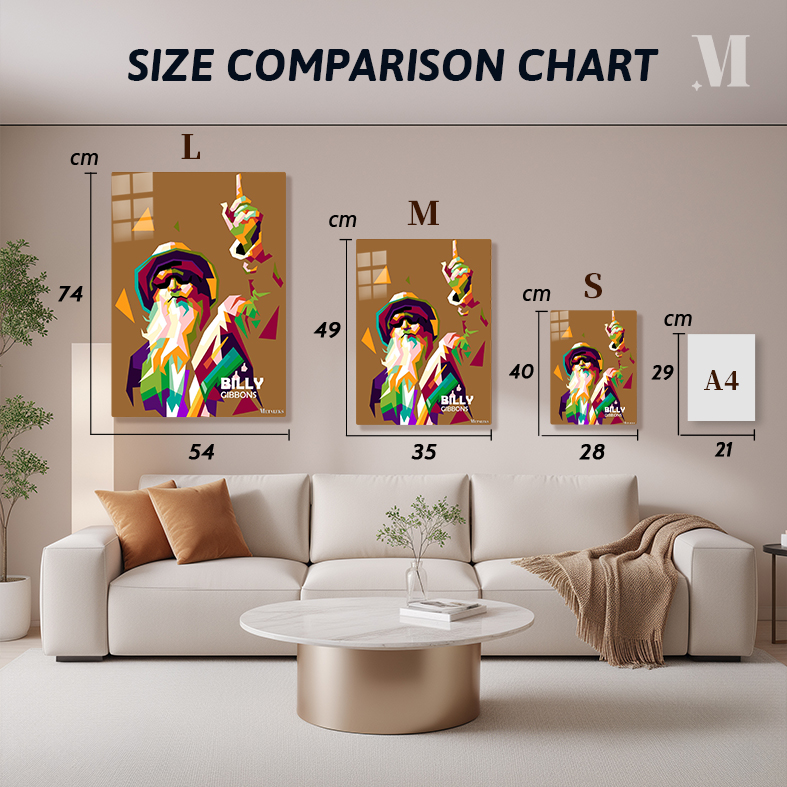 SIZE COMPARISON CHART
M
L
cm
74
54
BILLY
GIBBONS
M
cm
49
35
BILLY
GIBBONS
S
cm
40
28
BILLY
GIBBONS
cm
29
A4
21